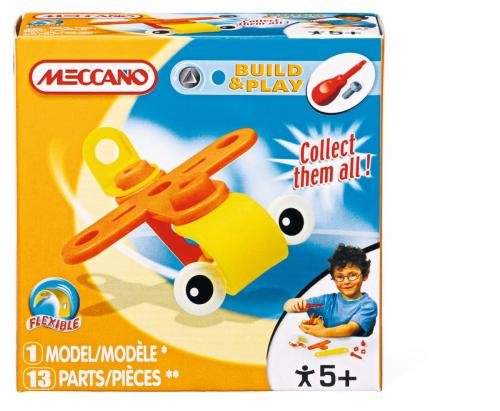 5+
MECCANO
BUILD
& PLAY
Collect
them all!
FLEXIBLE
1 MODEL/MODÈLE *
13 PARTS/PIÈCES **
5+